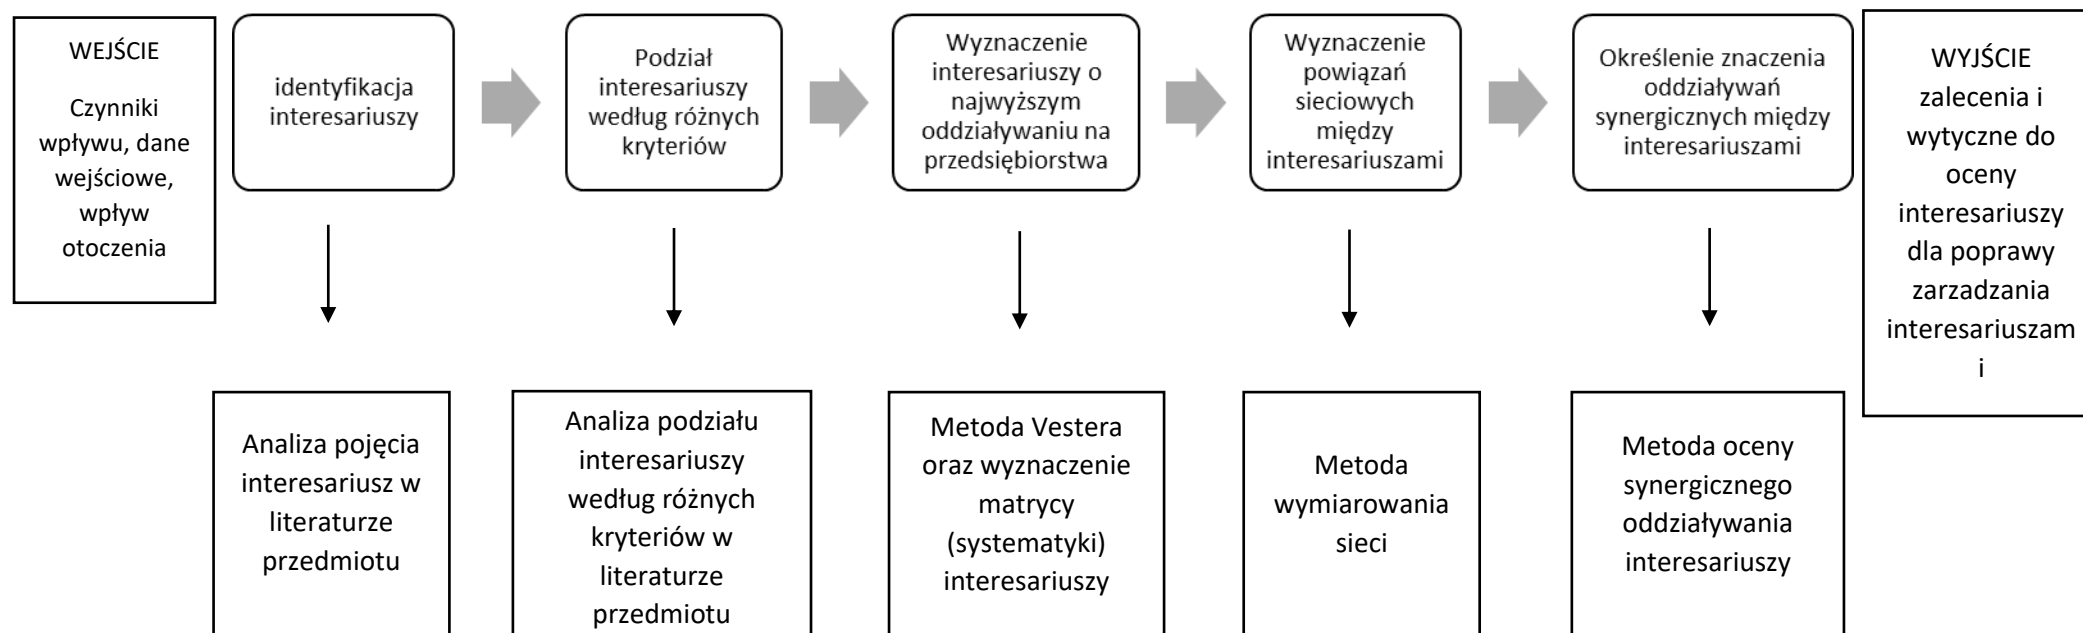 WEJŚCIE
Czynniki
wpływu, dane
wejściowe,
wpływ
otoczenia
identyfikacja
interesariuszy
Podział
interesariuszy
według różnych
kryteriów
Wyznaczenie
interesariuszy o
najwyższym
oddziaływaniu na
przedsiębiorstwa
Wyznaczenie
powiązań
sieciowych
między
interesariuszami
Określenie znaczenia
oddziaływań
synergicznych między
interesariuszami
WYJŚCIE
zalecenia i
wytyczne do
oceny
interesariuszy
dla poprawy
zarzadzania
interesariuszam
i
Analiza pojęcia
interesariusz w
literaturze
przedmiotu
Analiza podziału
interesariuszy
według różnych
kryteriów w
literaturze
przedmiotu
Metoda Vestera
oraz wyznaczenie
matrycy
(systematyki)
interesariuszy
Metoda
wymiarowania
sieci
Metoda oceny
synergicznego
oddziaływania
interesariuszy